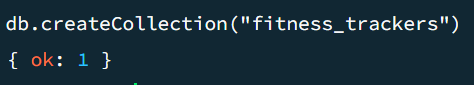 db.createCollection("fitness_trackers")
{ ok: 1 }